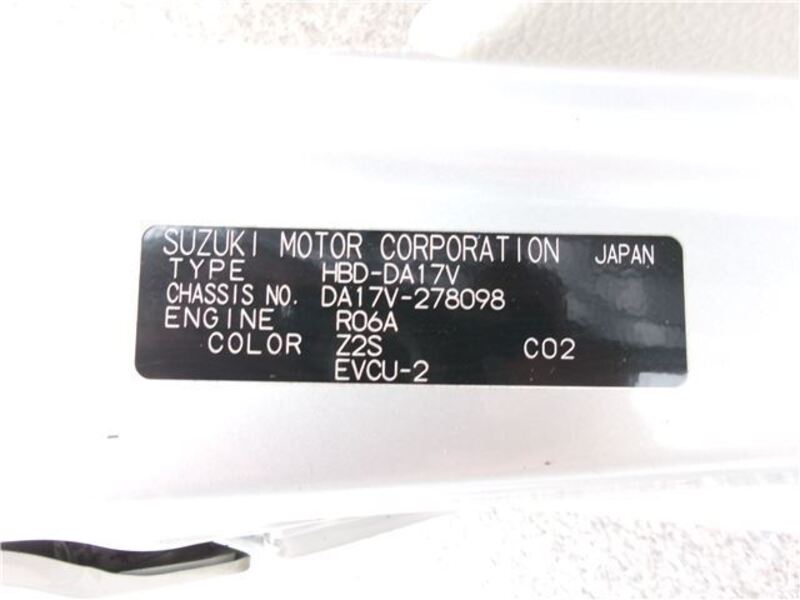 SUZUKI MOTOR CORPORATION JAPAN
TYPE HBD-DA17V
CHASSIS NO. DA17V-278098
ENGINE R06A
COLOR Z2S C02
EVCU-2